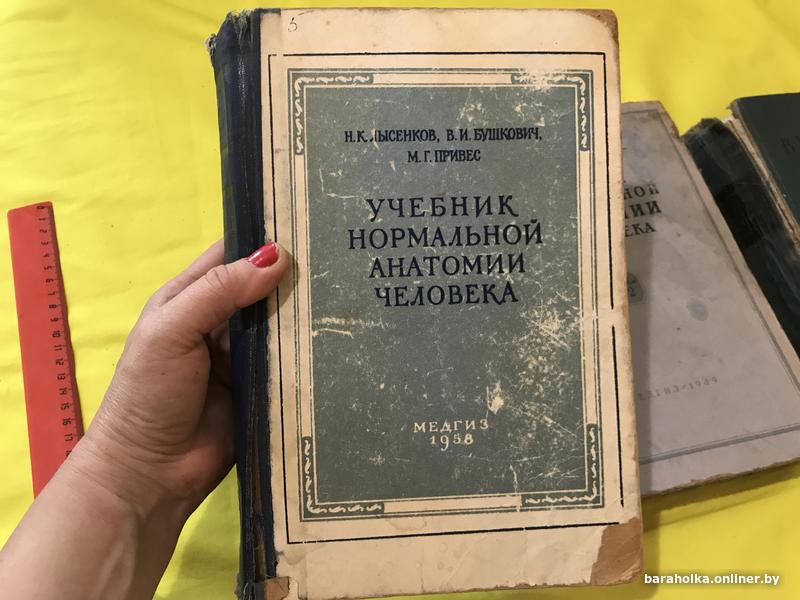 5
Н. К. ЛЫСЕНКОВ, В. И. БУШКОВИЧ,
М. Г. ПРИВЕС
УЧЕБНИК
НОРМАЛЬНОЙ
АНАТОМИИ
ЧЕЛОВЕКА
МЕДГИЗ
1958
baraholka.onliner.by